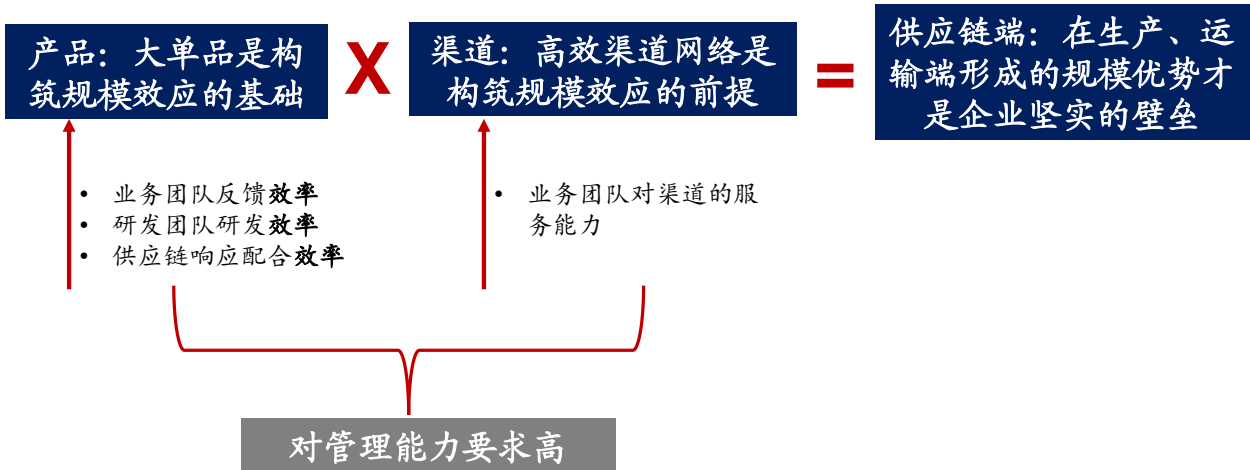 产品：大单品是构
筑规模效应的基础
X
渠道：高效渠道网络是
构筑规模效应的前提
=
供应链端：在生产、运
输端形成的规模优势才
是企业坚实的壁垒
• 业务团队反馈效率
• 研发团队研发效率
• 供应链响应配合效率
• 业务团队对渠道的服
务能力
对管理能力要求高